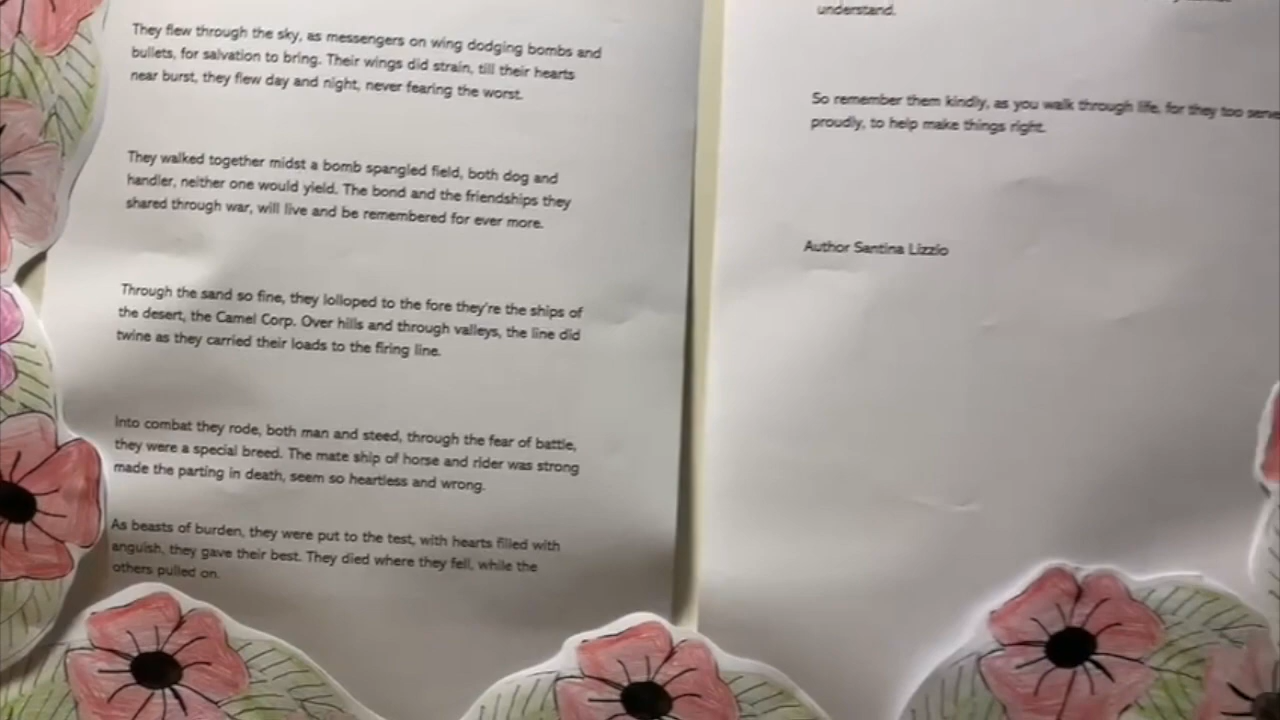 They flew through the sky, as messengers on wing dodging bombs and
bullets, for salvation to bring. Their wings did strain, till their hearts
near burst, they flew day and night, never fearing the worst.
They walked together midst a bomb spangled field, both dog and
handler, neither one would yield. The bond and the friendships they
shared through war, will live and be remembered for ever more.
Through the sand so fine, they lolloped to the fore they're the ships of
the desert, the Camel Corp. Over hills and through valleys, the line did
twine as they carried their loads to the firing line.
Into combat they rode, both man and steed, through the fear of battle,
they were a special breed. The mate ship of horse and rider was strong
made the parting in death, seem so heartless and wrong.
As beasts of burden, they were put to the test, with hearts filled with
anguish, they gave their best. They died where they fell, while the
others pulled on.
understand.
So remember them kindly, as you walk through life, for they too
proudly, to help make things right.
Author Santina Lizzio